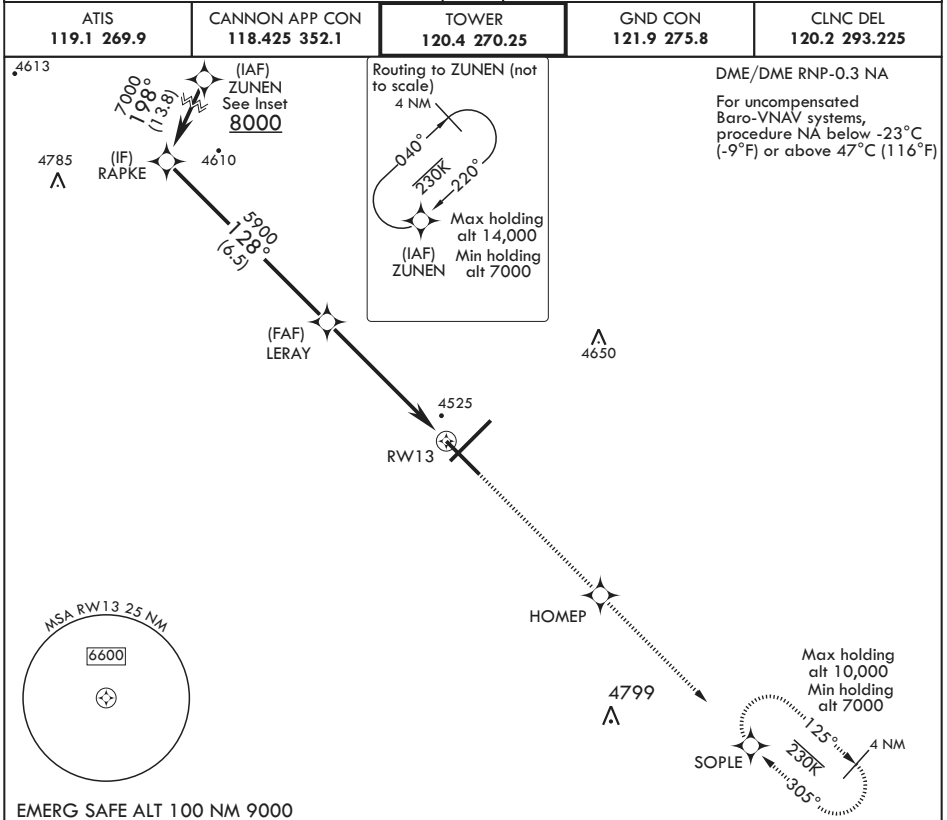 ATIS
119.1 269.9
CANNON APP CON
118.425 352.1
TOWER
120.4 270.25
GND CON
121.9 275.8
CLNC DEL
120.2 293.225
4613
7000
198°
(13.8)
(IAF)
ZUNEN
See Inset
8000
4785
(IF)
RAPKE
4610
Routing to ZUNEN (not
to scale)
4 NM
040°
230K
220°
(IAF)
ZUNEN
Max holding
alt 14,000
Min holding
alt 7000
DME/DME RNP-0.3 NA
For uncompensated
Baro-VNAV systems,
procedure NA below -23°C
(-9°F) or above 47°C (116°F)
5900
128°
(6.5)
(FAF)
LERAY
4650
4525
RW13
HOMEP
MSA RW13 25 NM
6600
4799
Max holding
alt 10,000
Min holding
alt 7000
125°
4 NM
230K
305°
SOPLE
EMERG SAFE ALT 100 NM 9000